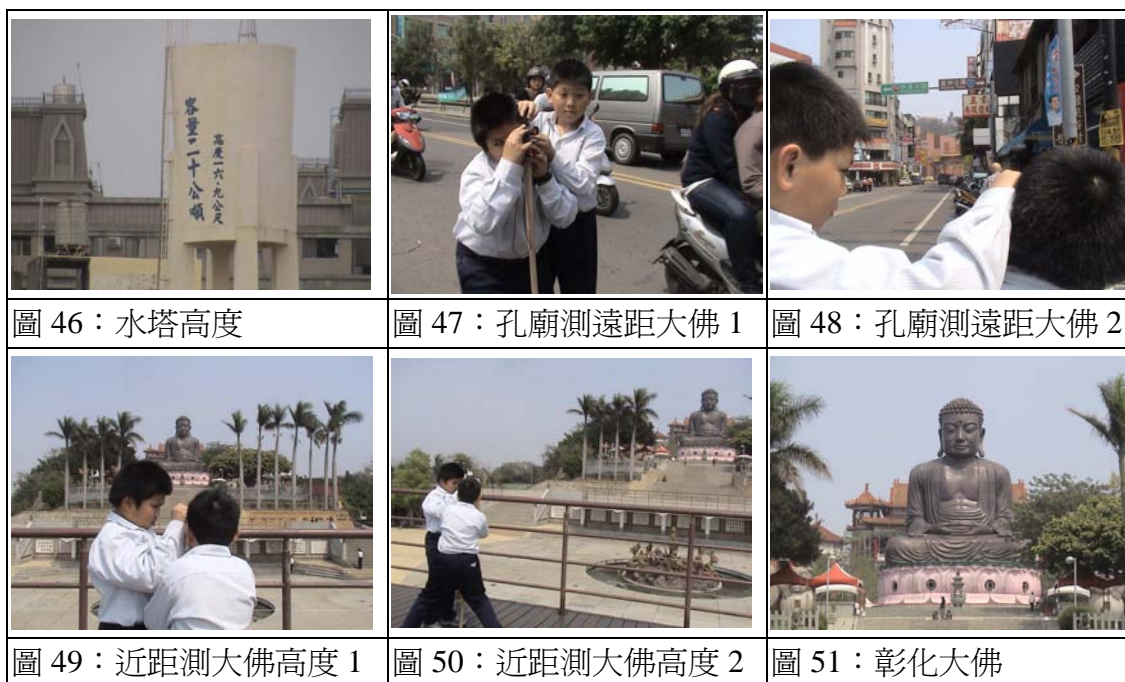 容量二十公噸
高度一六.九公尺
正宗
圖 46：水塔高度
圖 47：孔廟測遠距大佛 1
圖 48：孔廟測遠距大佛 2
圖 49：近距測大佛高度 1
圖 50：近距測大佛高度 2
圖 51：彰化大佛